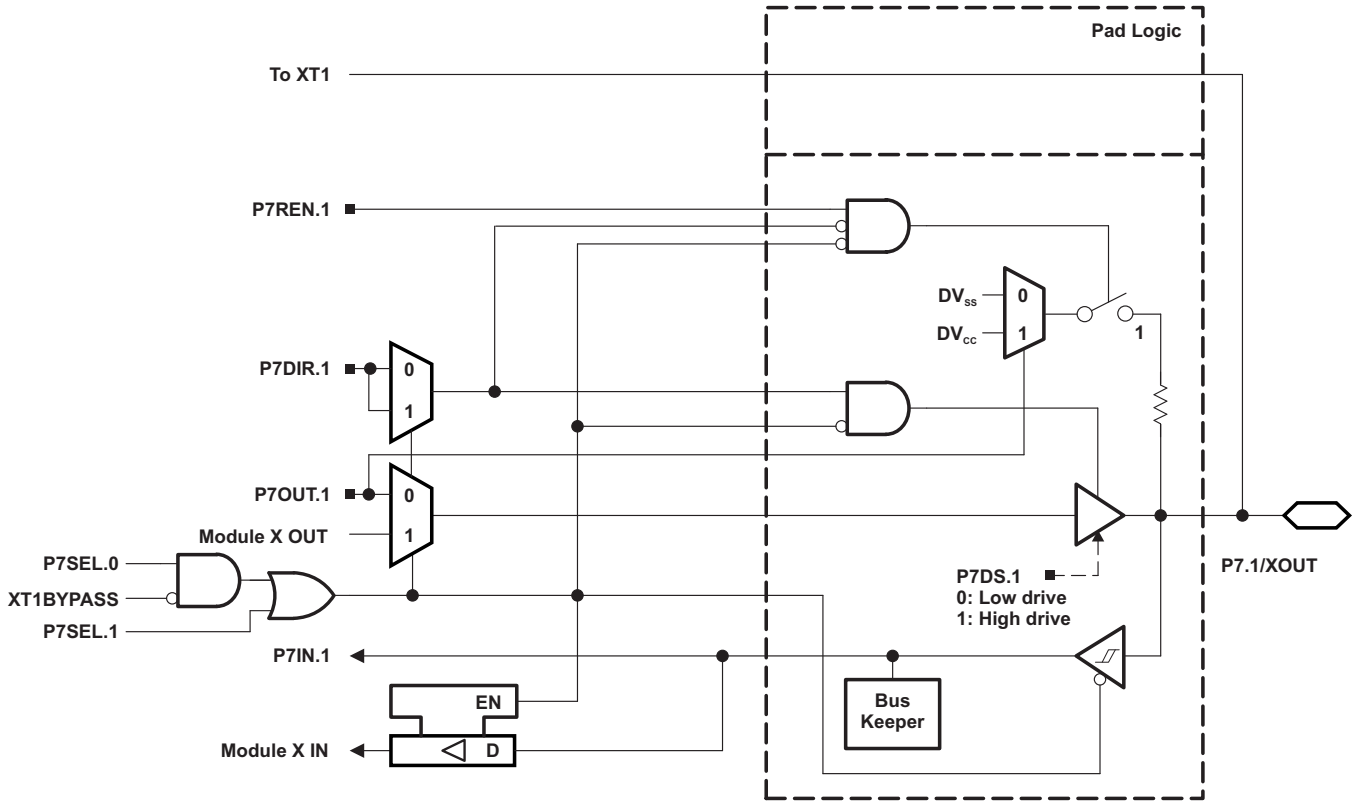 Pad Logic
To XT1
P7REN.1
DVss
0
DVcc
1
1
P7DIR.1
0
1
P7OUT.1
0
Module X OUT
1
P7SEL.0
XT1BYPASS
P7SEL.1
P7DS.1
0: Low drive
1: High drive
P7.1/XOUT
P7IN.1
EN
Bus
Keeper
Module X IN
D